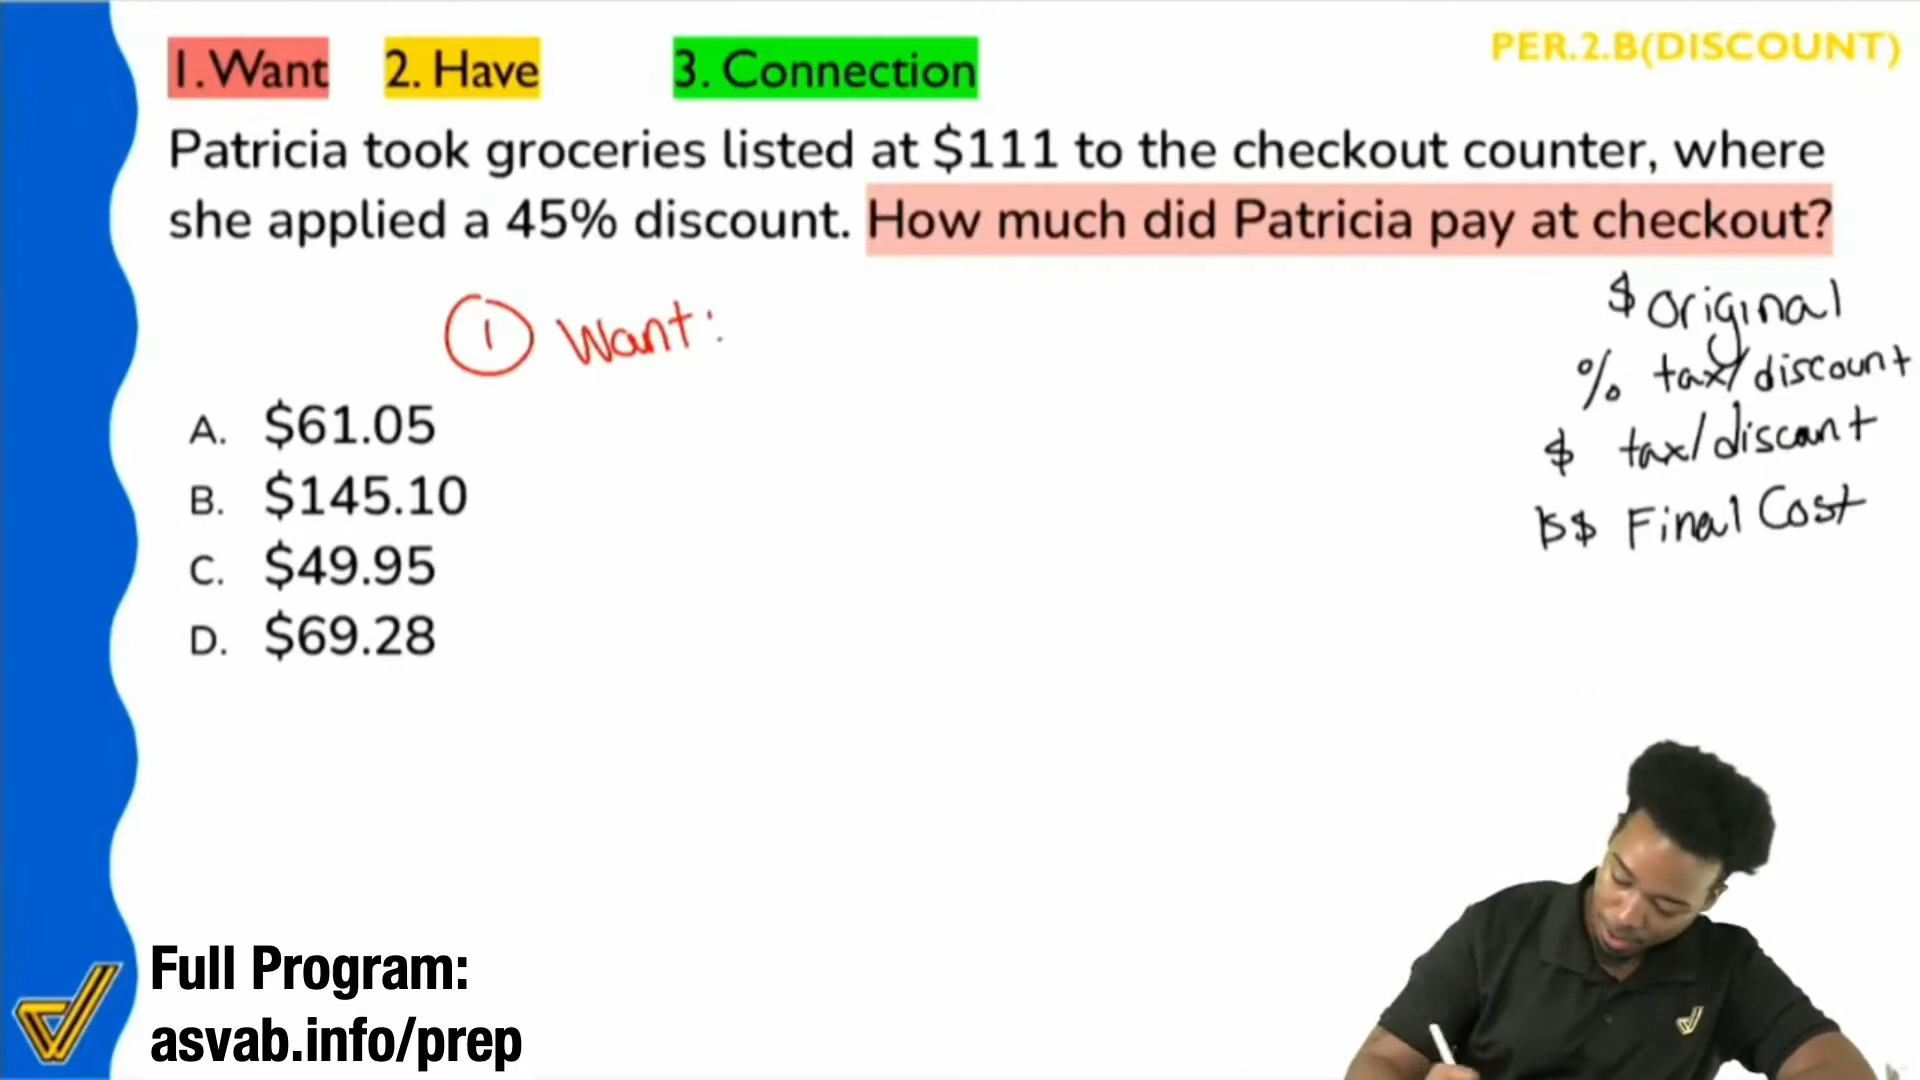 1.Want 2. Have 3. Connection
PER.2.B(DISCOUNT)
Patricia took groceries listed at $111 to the checkout counter, where
she applied a 45% discount. How much did Patricia pay at checkout?
1 Want:
A. $61.05
B. $145.10
C. $49.95
D. $69.28
$ Original
% tax/discount
$ tax/discount
$$ Final Cost
Full Program:
asvab.info/prep